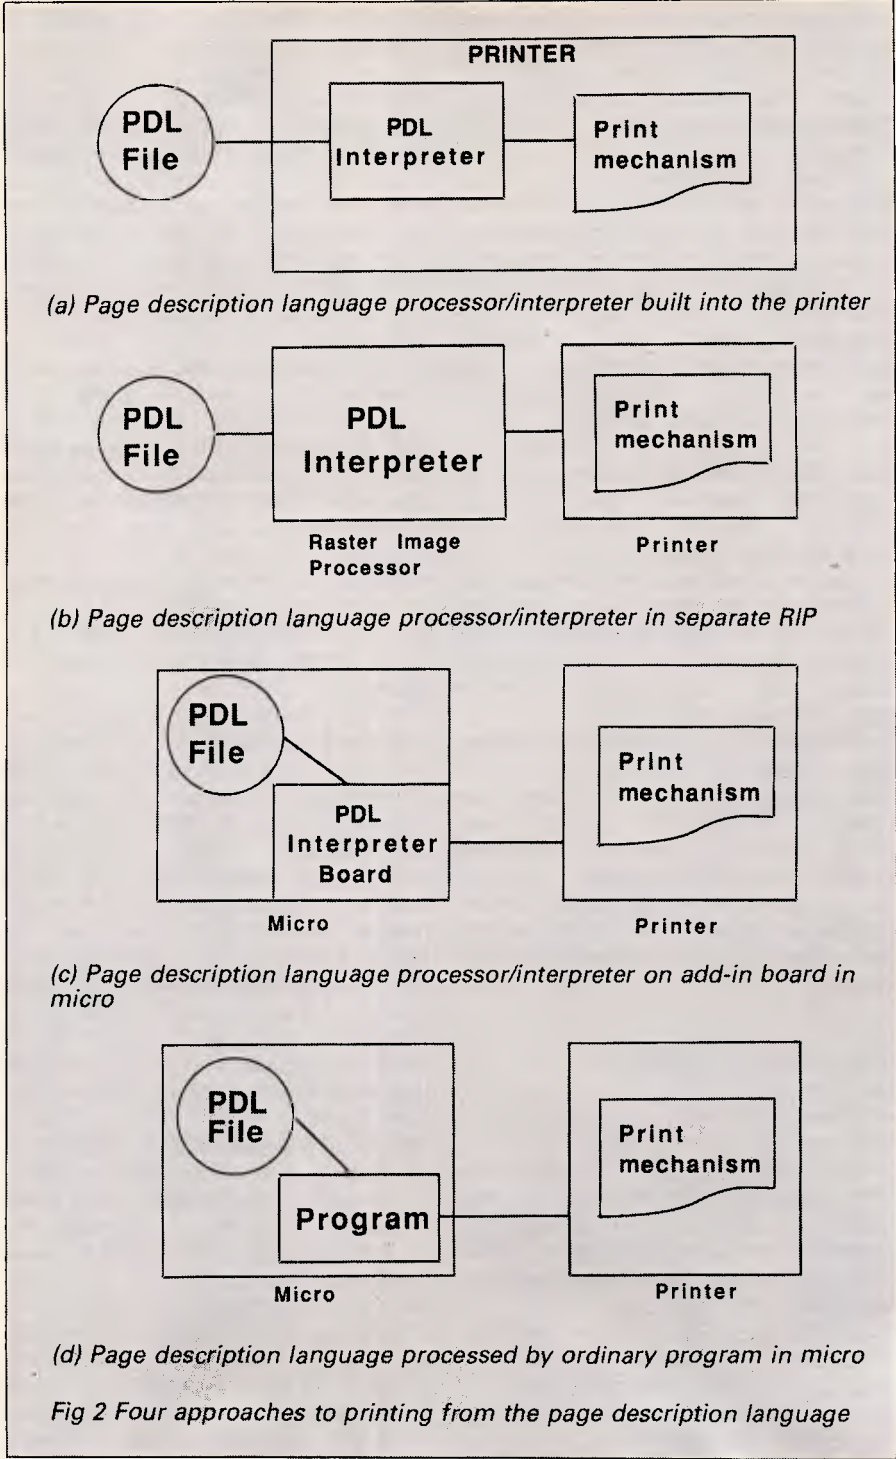 PRINTER
PDL
File
PDL
Interpreter
Print
mechanism
(a) Page description language processor/interpreter built into the printer
PDL
File
PDL
Interpreter
Print
mechanism
Raster Image
Processor
Printer
(b) Page description language processor/interpreter in separate RIP
PDL
File
PDL
Interpreter
Board
Print
mechanism
Micro
Printer
(c) Page description language processor/interpreter on add-in board in
micro
PDL
File
Program
Print
mechanism
Micro
Printer
(d) Page description language processed by ordinary program in micro
Fig 2 Four approaches to printing from the page description language